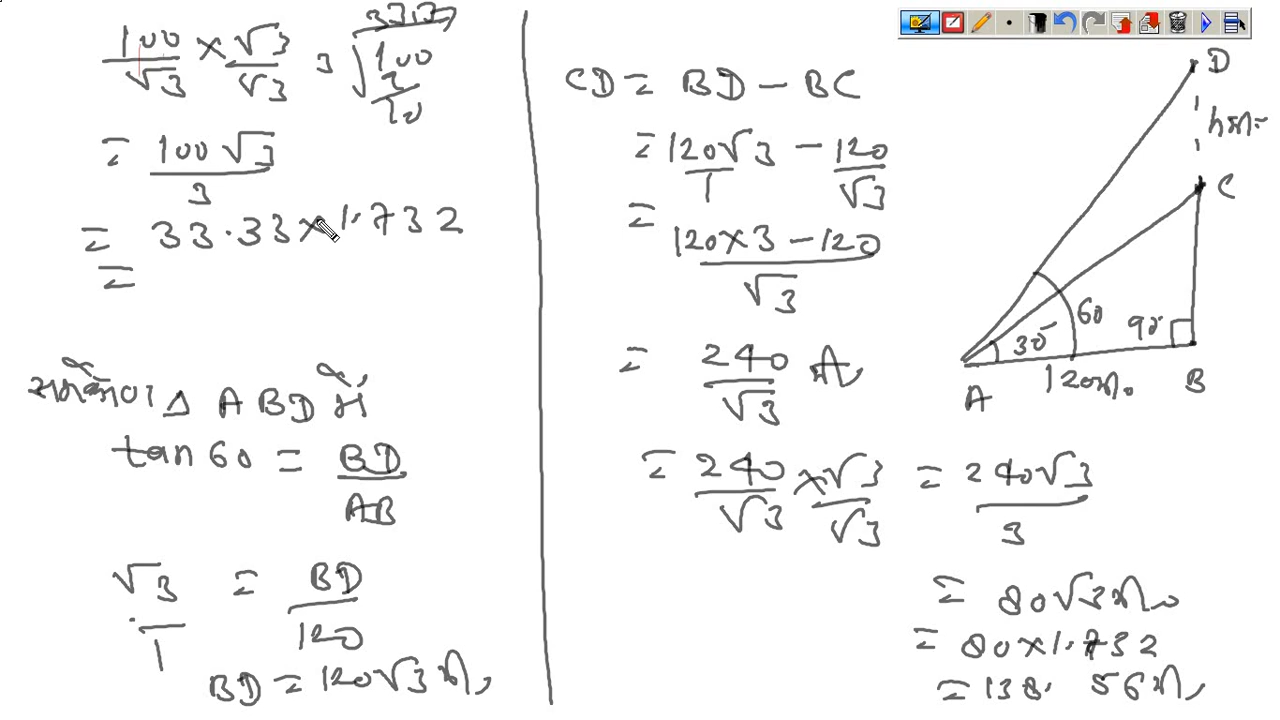 100/√3 × √3/√3 = 
= 100√3/3
= 33.33×1.732
=
Δ ABD
tan 60 = BD/AB
√3/1 = BD/120
BD = 120√3
CD = BD − BC
= 120√3/1 − 120/√3
= 120×3 − 120/√3
= 240/√3
= 240/√3 × √3/√3 = 240√3/3
= 80√3
= 80×1.732
= 138. 56
D
C
60
30
90
A
120
B